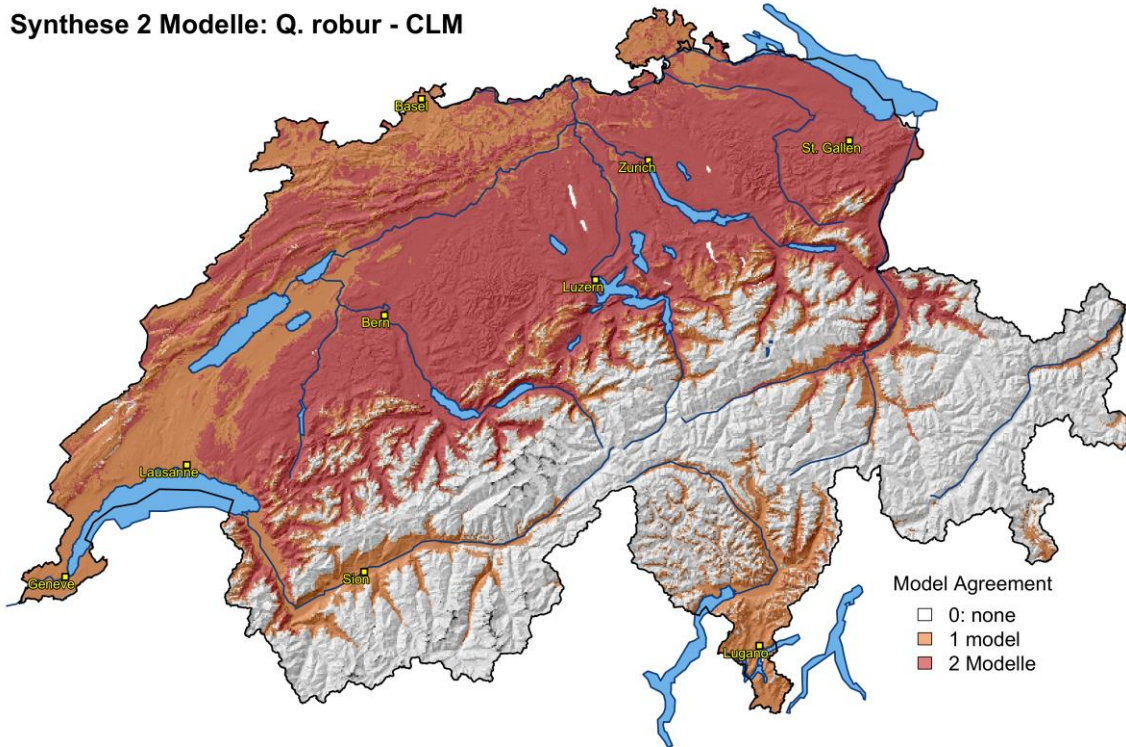 Synthese 2 Modelle: Q. robur - CLM
Basel
Zurich
St. Gallen
Luzern
Bern
Lausanne
Geneve
Sion
Lugano
Model Agreement
0: none
1 model
2 Modelle